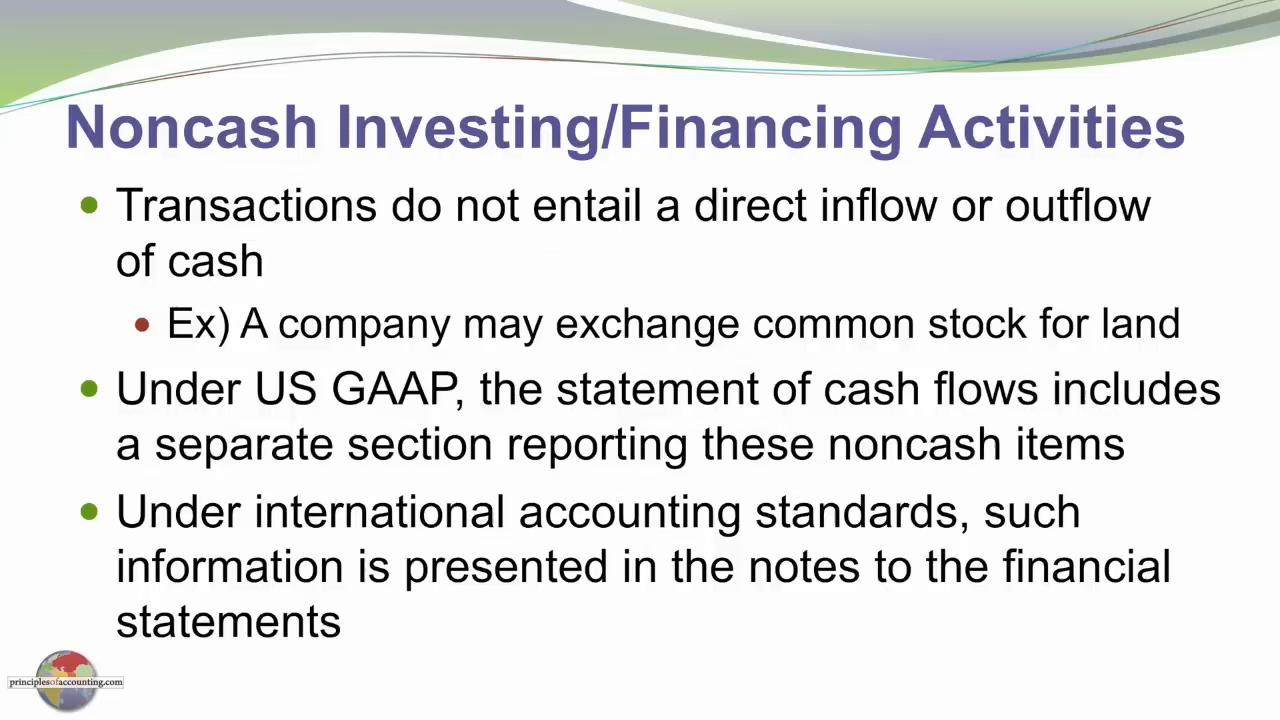 Noncash Investing/Financing Activities
• Transactions do not entail a direct inflow or outflow
of cash
• Ex) A company may exchange common stock for land
• Under US GAAP, the statement of cash flows includes
a separate section reporting these noncash items
• Under international accounting standards, such
information is presented in the notes to the financial
statements
principlesofaccounting.com